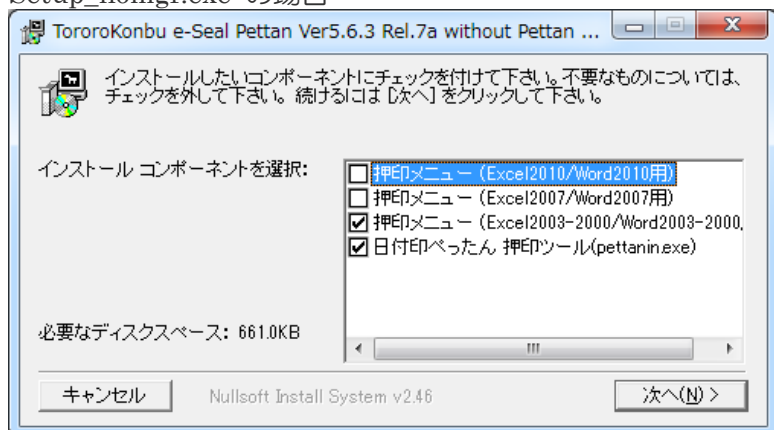 Setup_nomgr.exe の場合
TororoKonbu e-Seal Pettan Ver5.6.3 Rel.7a without Pettan ...
インストールしたいコンポーネントにチェックを付けて下さい。不要なものについては、
チェックを外して下さい。続けるには [次へ] をクリックして下さい。
インストール コンポーネントを選択:
押印メニュー (Excel2010/Word2010用)
押印メニュー (Excel2007/Word2007用)
押印メニュー (Excel2003-2000/Word2003-2000,
日付印ぺったん 押印ツール(pettanin.exe)
必要なディスクスペース: 661.0KB
キャンセル
Nullsoft Install System v2.46
次へ(N) >